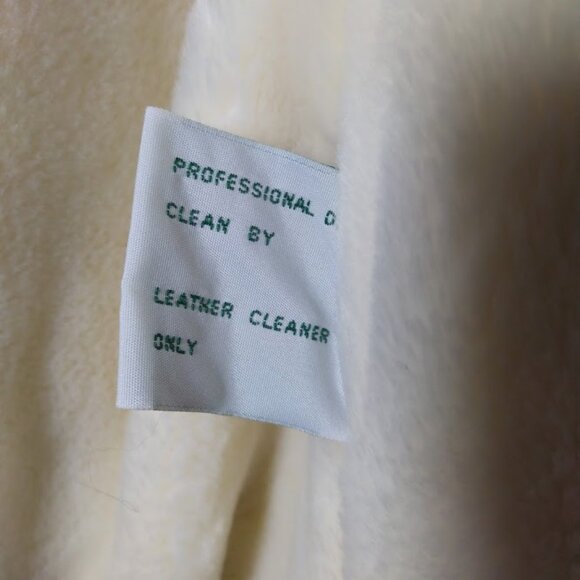 PROFESSIONAL D
CLEAN BY
LEATHER CLEANER
ONLY